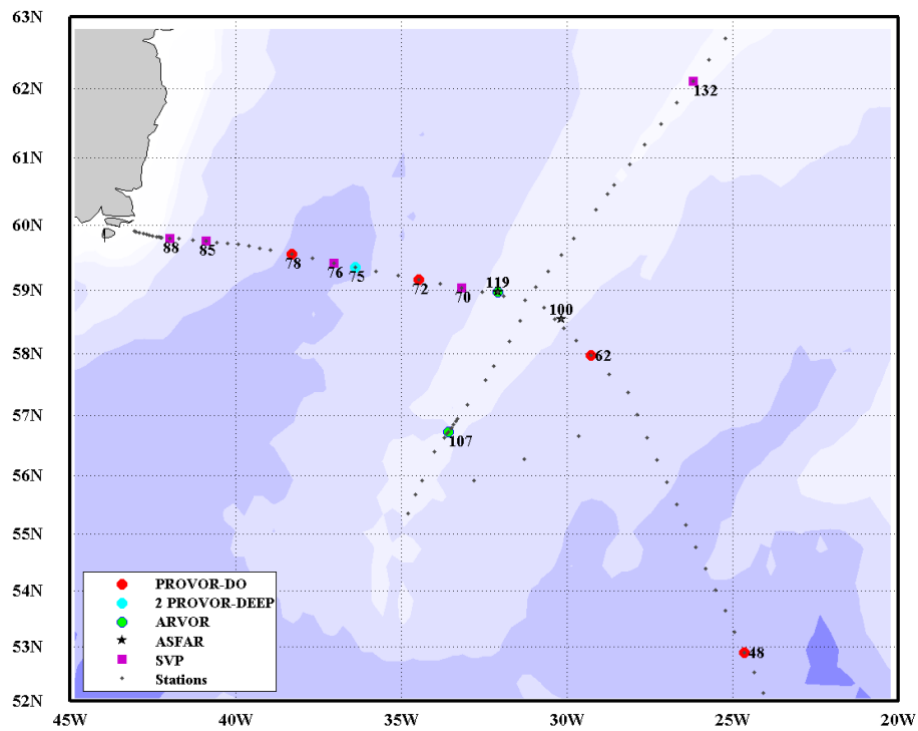 63N
62N
132
61N
60N
88 85 78 76 75
72 70 119
59N
100
58N
62
57N
107
56N
55N
54N
PROVOR-DO
2 PROVOR-DEEP
ARVOR
ASFAR
SVP
Stations
53N
48
52N
45W 40W 35W 30W 25W 20W